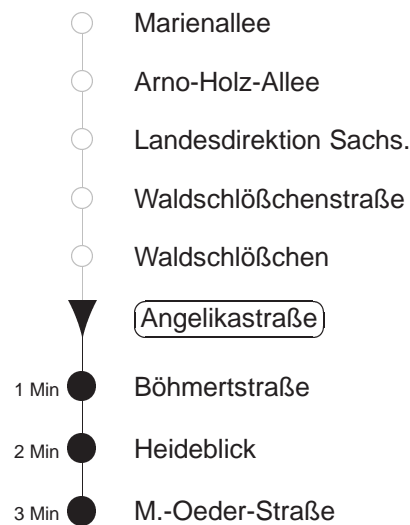 Marienallee
Arno-Holz-Allee
Landesdirektion Sachs.
Waldschlößchenstraße
Waldschlößchen
Angelikastraße
1 Min Böhmertstraße
2 Min Heideblick
3 Min M.-Oeder-Straße